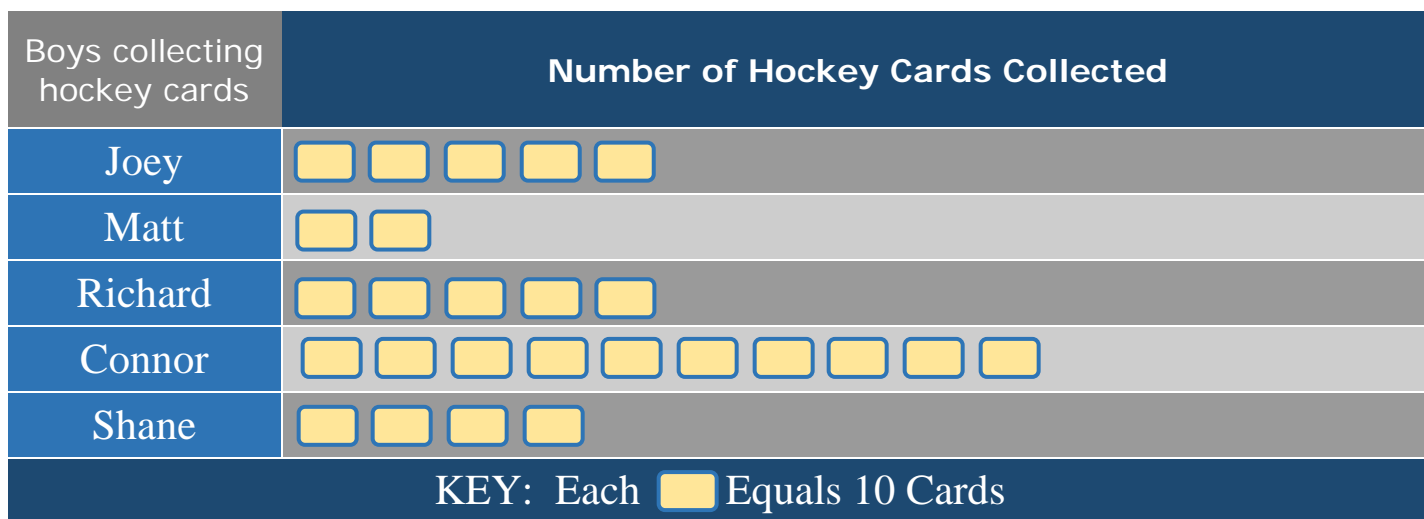 Boys collecting
hockey cards
Number of Hockey Cards Collected
Joey
Matt
Richard
Connor
Shane
KEY: Each Equals 10 Cards